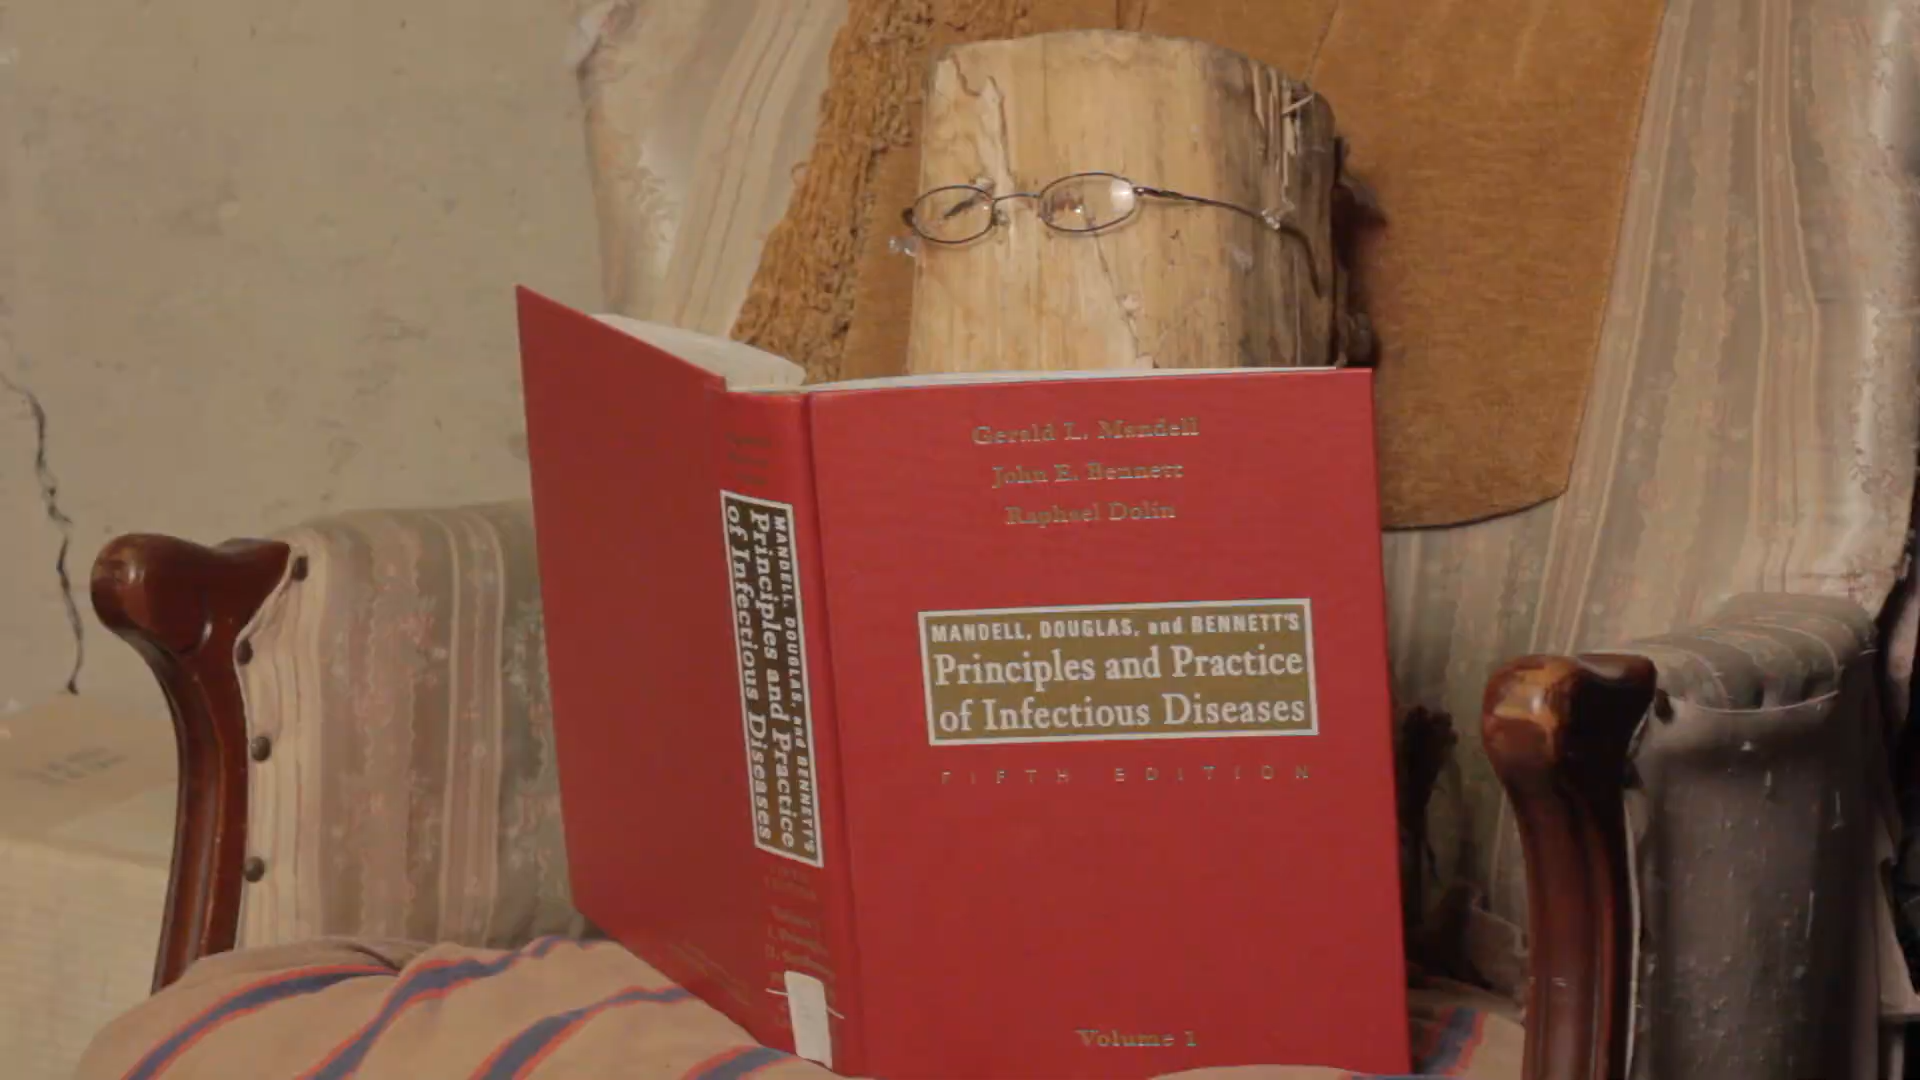 Gerald L. Mandell
John E. Bennett
Raphael Dolin
MANDELL, DOUGLAS, and BENNETT'S
Principles and Practice
of Infectious Diseases
FIFTH EDITION
Volume 1
MANDELL, DOUGLAS, and BENNETT'S
Principles and Practice
of Infectious Diseases